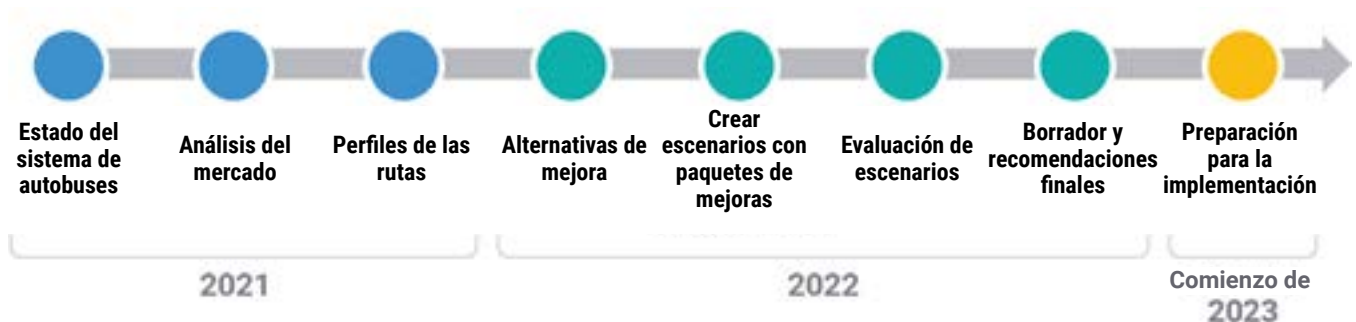 Estado del
sistema de
autobuses
Análisis del
mercado
Perfiles de las
rutas
Alternativas de
mejora
Crear
escenarios con
paquetes de
mejoras
Evaluación de
escenarios
Borrador y
recomendaciones
finales
Preparación
para la
implementación
2021
2022
Comienzo de
2023